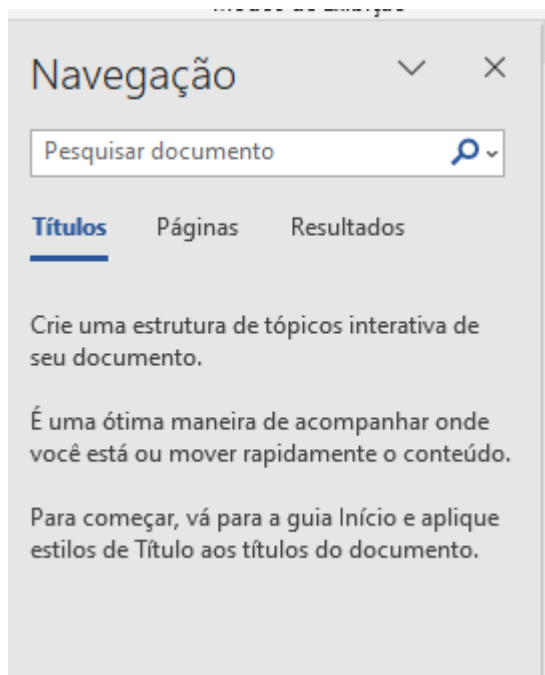 Navegação
Pesquisar documento
Títulos Páginas Resultados
Crie uma estrutura de tópicos interativa de
seu documento.
É uma ótima maneira de acompanhar onde
você está ou mover rapidamente o conteúdo.
Para começar, vá para a guia Início e aplique
estilos de Título aos títulos do documento.